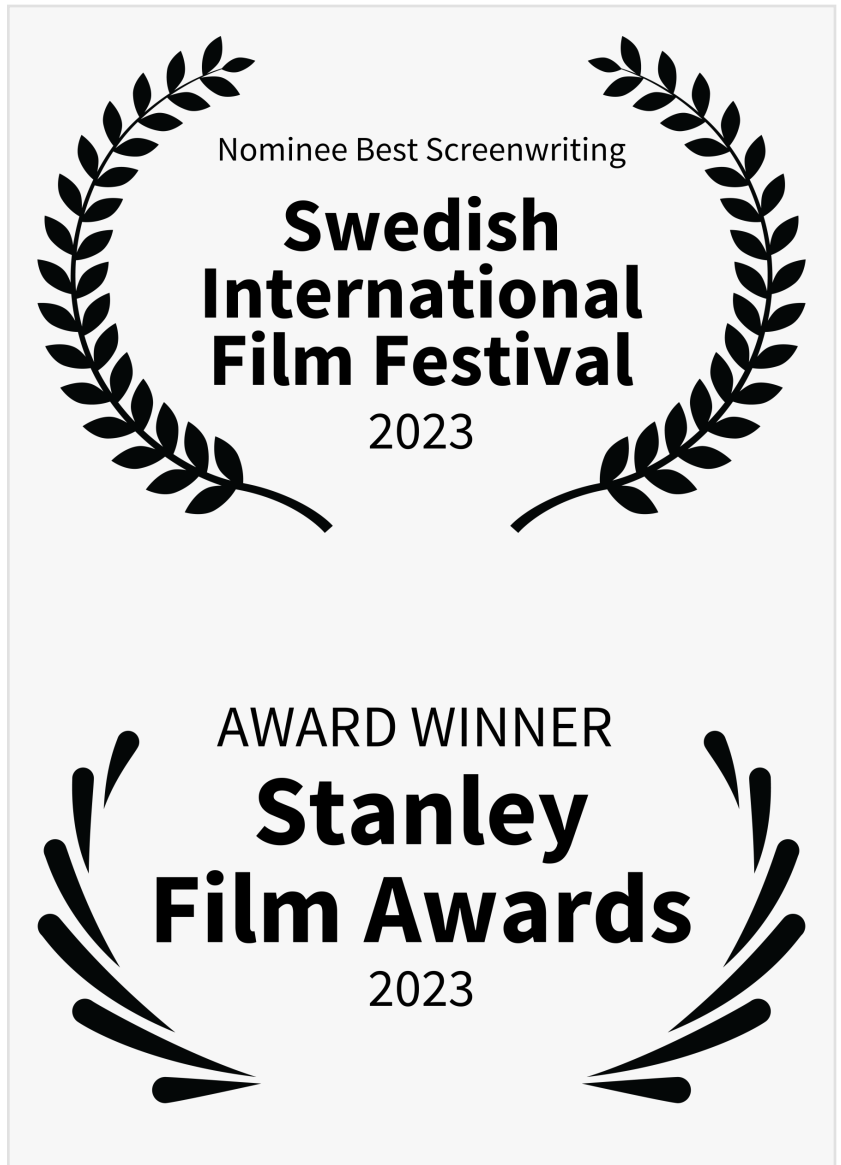 Nominee Best Screenwriting
Swedish
International
Film Festival
2023
AWARD WINNER
Stanley
Film Awards
2023